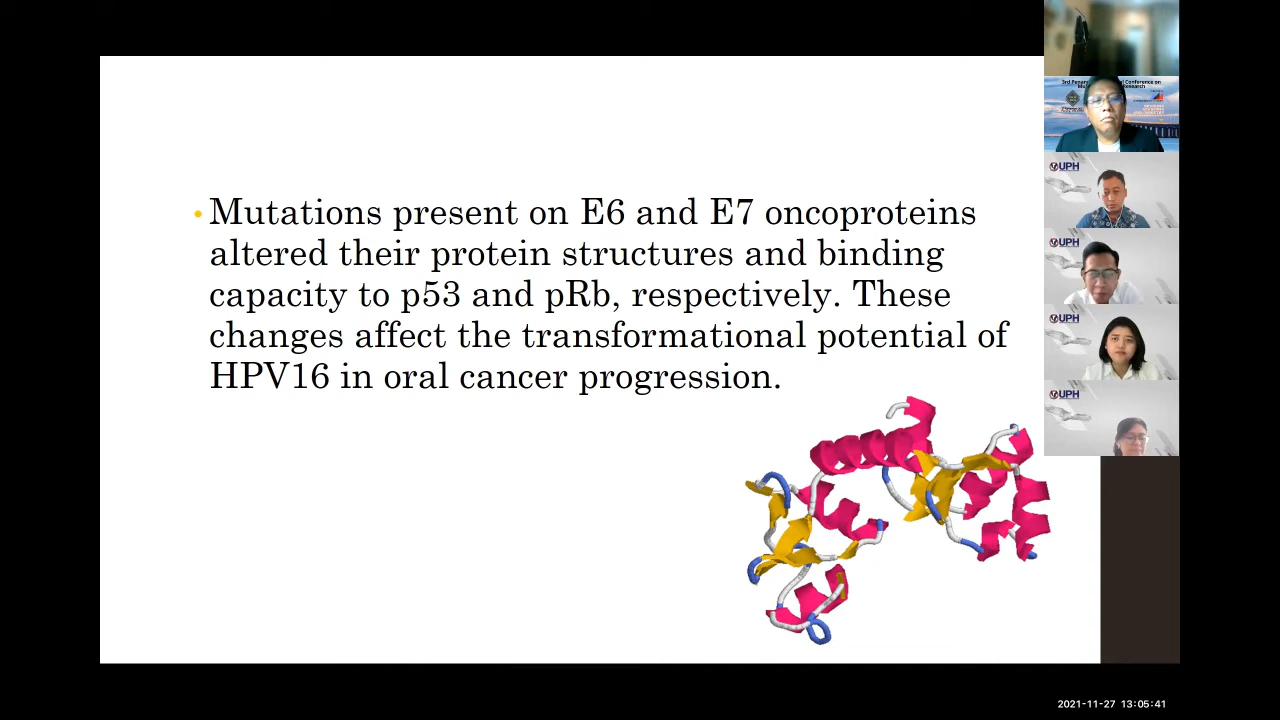 • Mutations present on E6 and E7 oncoproteins
altered their protein structures and binding
capacity to p53 and pRb, respectively. These
changes affect the transformational potential of
HPV16 in oral cancer progression.
UPH
UPH
UPH
UPH
2021-11-27 13:05:41